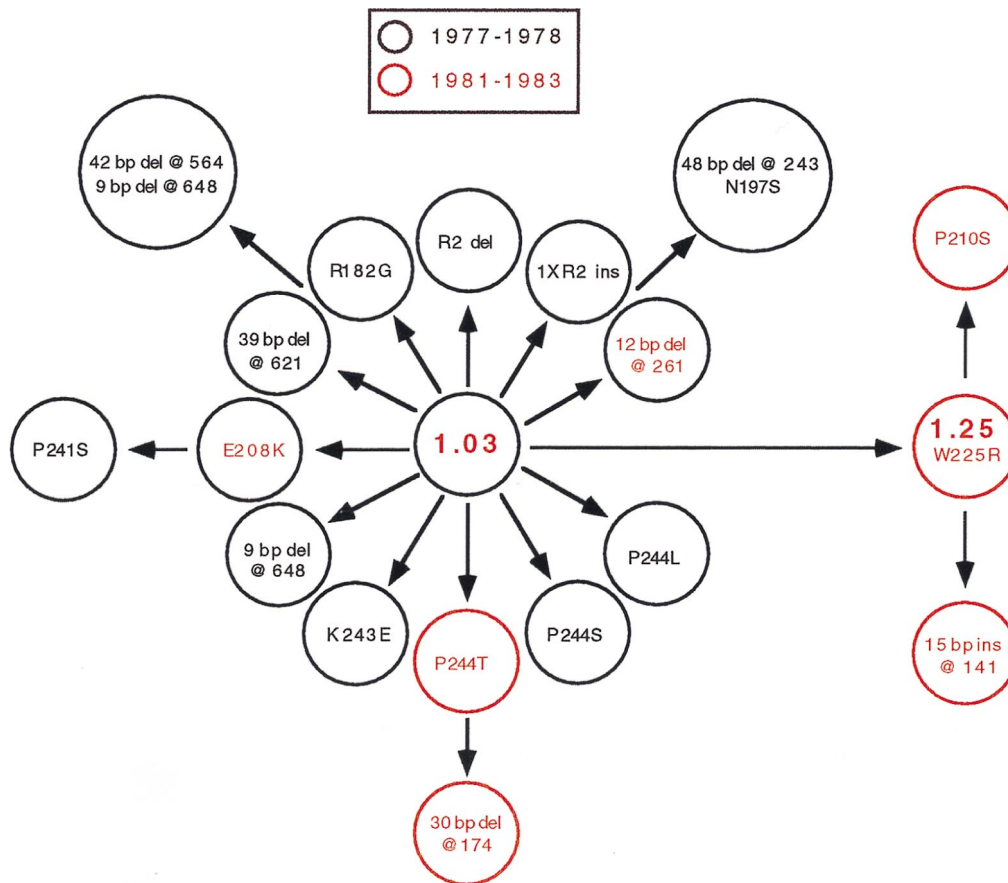 1977-1978
1981-1983
42 bp del @ 564
9 bp del @ 648
48 bp del @ 243
N197S
R2 del
R182G
1XR2 ins
P210S
39 bp del
@ 621
12 bp del
@ 261
P241S
E208K
1.03
1.25
W225R
9 bp del
@ 648
P244L
K243E
P244T
P244S
15 bp ins
@ 141
30 bp del
@ 174